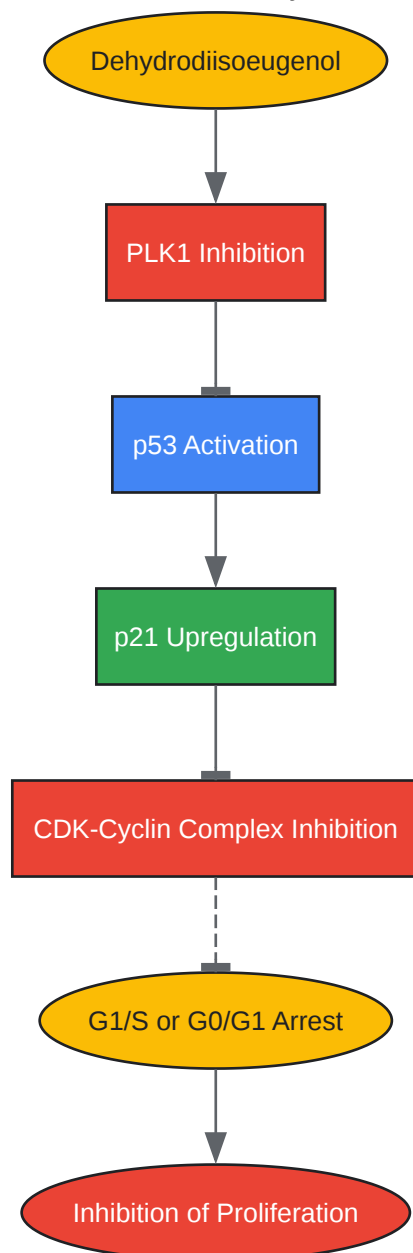 Dehydrodiisoeugenol
PLK1 Inhibition
p53 Activation
p21 Upregulation
CDK-Cyclin Complex Inhibition
G1/S or G0/G1 Arrest
Inhibition of Proliferation